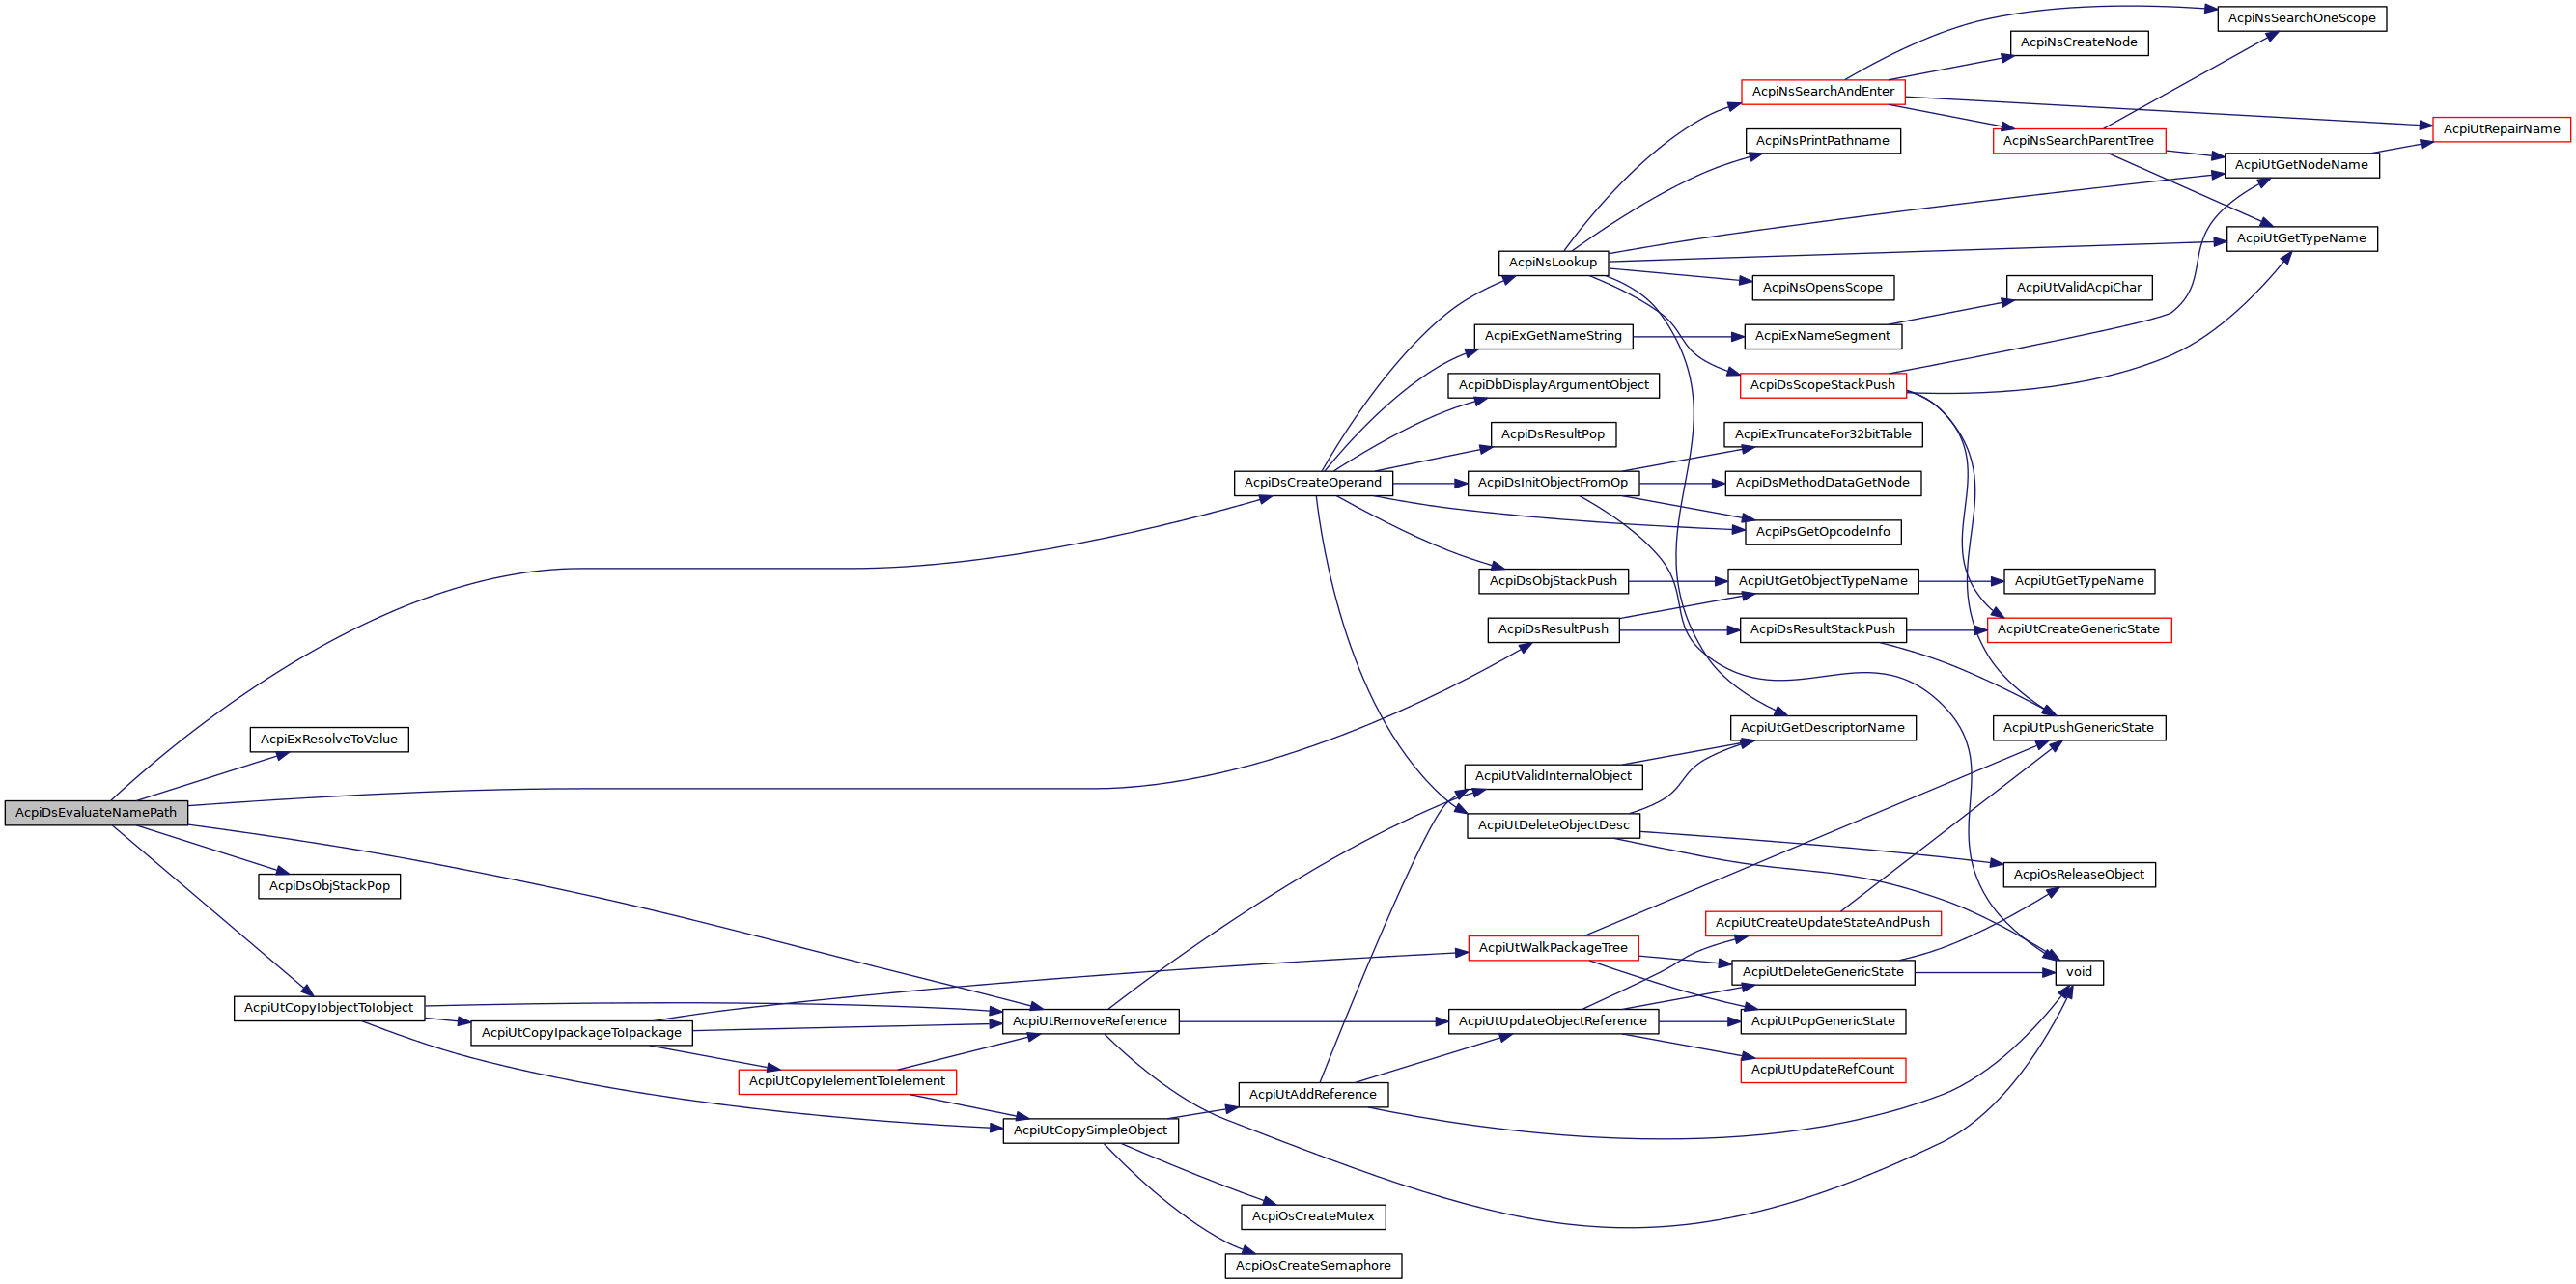 AcpiNsSearchOneScope
AcpiNsCreateNode
AcpiNsSearchAndEnter
AcpiUtRepairName
AcpiNsPrintPathname
AcpiNsSearchParentTree
AcpiUtGetNodeName
AcpiUtGetTypeName
AcpiNsLookup
AcpiNsOpensScope
AcpiUtValidAcpiChar
AcpiExGetNameString
AcpiExNameSegment
AcpiDbDisplayArgumentObject
AcpiDsScopeStackPush
AcpiDsResultPop
AcpiExTruncateFor32bitTable
AcpiDsCreateOperand
AcpiDsInitObjectFromOp
AcpiDsMethodDataGetNode
AcpiPsGetOpcodeInfo
AcpiDsObjStackPush
AcpiUtGetObjectTypeName
AcpiUtGetTypeName
AcpiDsResultPush
AcpiDsResultStackPush
AcpiUtCreateGenericState
AcpiUtGetDescriptorName
AcpiUtPushGenericState
AcpiExResolveToValue
AcpiUtValidInternalObject
AcpiDsEvaluateNamePath
AcpiUtDeleteObjectDesc
AcpiOsReleaseObject
AcpiDsObjStackPop
AcpiUtCreateUpdateStateAndPush
AcpiUtWalkPackageTree
AcpiUtDeleteGenericState
void
AcpiUtCopyIobjectToIobject
AcpiUtRemoveReference
AcpiUtUpdateObjectReference
AcpiUtPopGenericState
AcpiUtCopyIpackageToIpackage
AcpiUtUpdateRefCount
AcpiUtCopyIelementToIelement
AcpiUtAddReference
AcpiUtCopySimpleObject
AcpiOsCreateMutex
AcpiOsCreateSemaphore